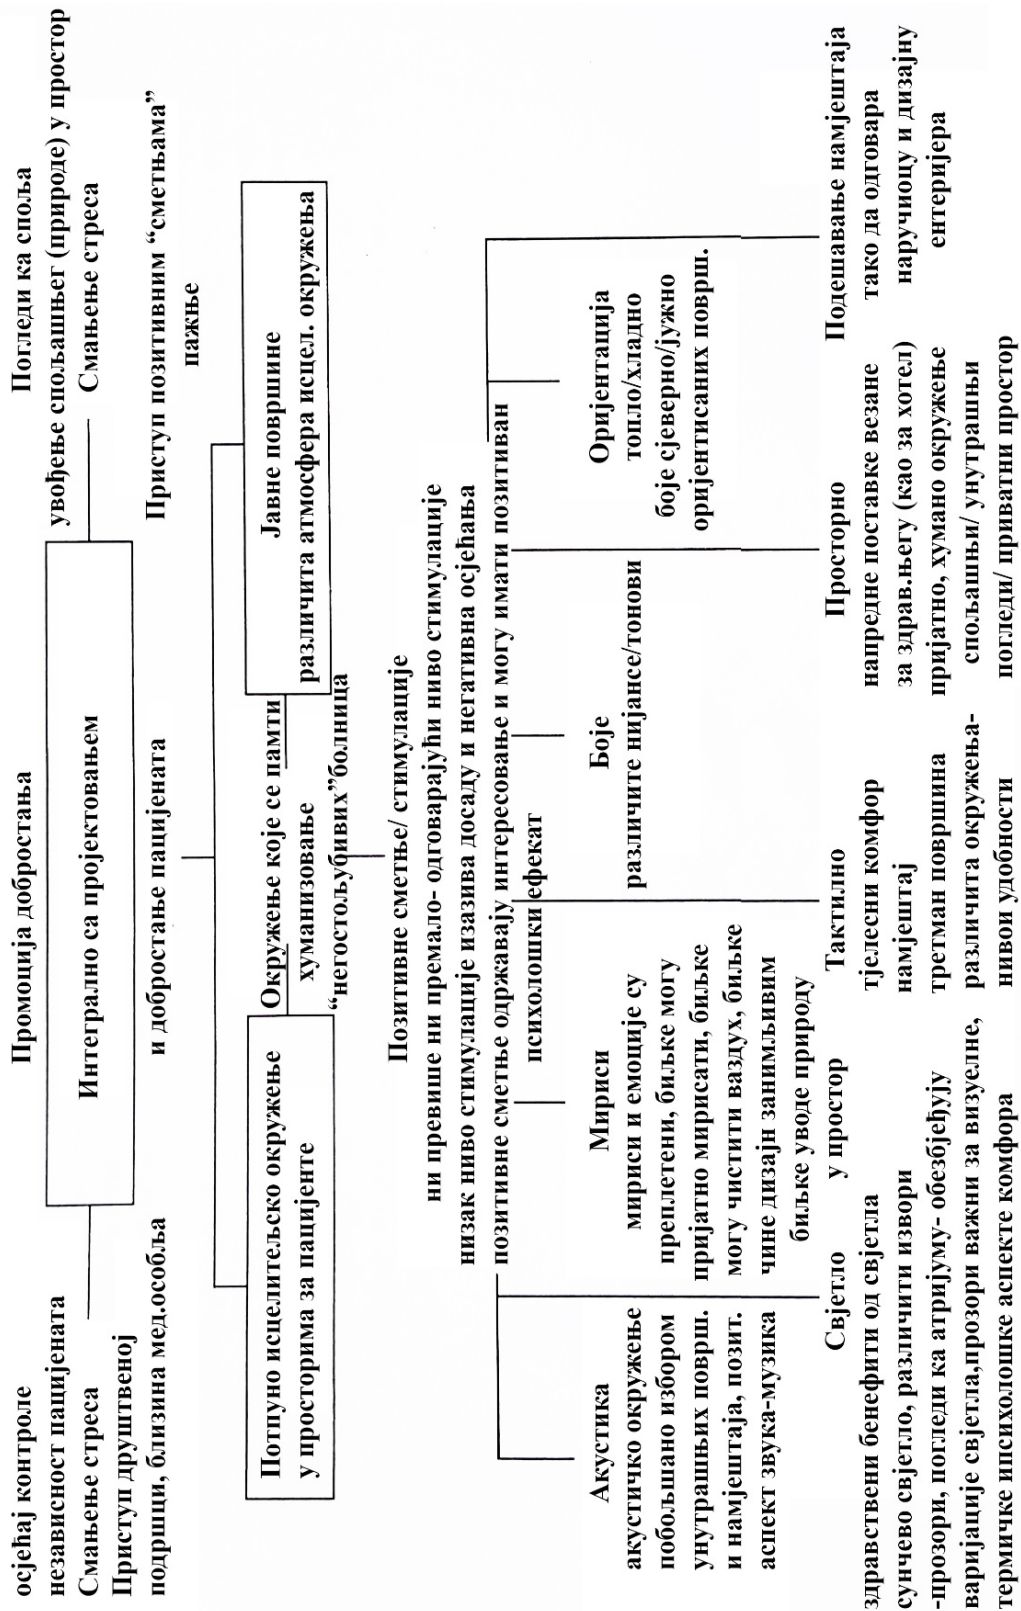 Промоција добростања
осјећај контроле
независност пацијената
Смањење стреса
Приступ друштвеној
подршци, близина мед.особља
Интегрално са пројектовањем
и добростање пацијената
Погледи ка споља
увођење спољашњег (природе) у простор
Смањење стреса
Приступ позитивним “сметњама”
пажње
Потпуно исцелитељско окружење
у просторима за пацијенте
Окружење које се памти
хуманизовање
“негостољубивих”болница
Јавне површине
различита атмосфера исцел. окружења
Позитивне сметње/ стимулације
ни превише ни премало- одговарајући ниво стимулације
низак ниво стимулације изазива досаду и негативна осјећања
позитивне сметње одржавају интересовање и могу имати позитиван
психолошки ефекат
Акустика
акустичко окружење
побољшано избором
унутрашњих површ.
и намјештаја, позит.
аспект звука-музика
Мириси
мириси и емоције су
преплетени, биљке могу
пријатно мирисати, биљке
могу чистити ваздух, биљке
чине дизајн занимљивим
биљке уводе природу
у простор
Боје
различите нијансе/тонови
Оријентација
топло/хладно
боје сјеверно/јужно
оријентисаних површ.
Свјетло
здравствени бенефити од свјетла
сунчево свјетло, различити извори
-прозори, погледи ка атријуму- обезбјеђују
варијације свјетла,прозори важни за визуелне,
термичке ипсихолошке аспекте комфора
Тактилно
тјелесни комфор
намјештај
третман површина
различита окружења-
нивои удобности
Просторно
напредне поставке везане
за здрав.његу (као за хотел)
пријатно, хумано окружење
спољашњи/ унутрашњи
погледи/ приватни простор
Подешавање намјештаја
тако да одговара
наручиоцу и дизајну
ентеријера